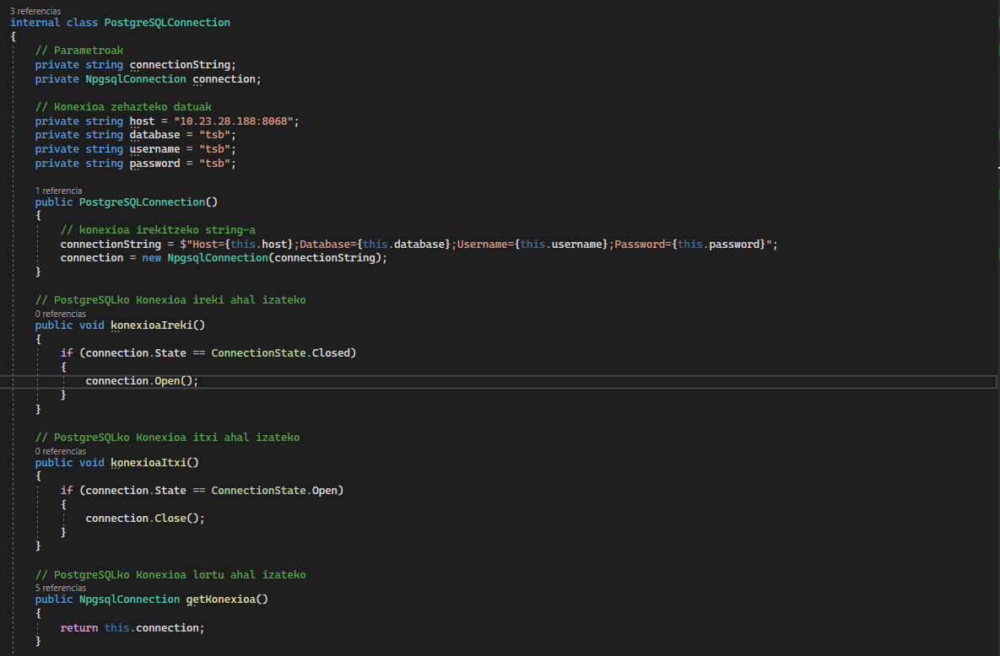 3 referencias
internal class PostgreSQLConnection
{
// Parametroak
private string connectionString;
private NpgsqlConnection connection;
// Konexioa zehazteko datuak
private string host = "10.23.28.188:8068";
private string database = "tsb";
private string username = "tsb";
private string password = "tsb";
1 referencia
public PostgreSQLConnection()
{
// konexioa irekitzeko string-a
connectionString = $"Host={this.host};Database={this.database};Username={this.username};Password={this.password}";
connection = new NpgsqlConnection(connectionString);
}
// PostgreSQLko Konexioa ireki ahal izateko
0 referencias
public void konexioaIreki()
{
if (connection.State == ConnectionState.Closed)
{
connection.Open();
}
}
// PostgreSQLko Konexioa itxi ahal izateko
0 referencias
public void konexioaItxi()
{
if (connection.State == ConnectionState.Open)
{
connection.Close();
}
}
// PostgreSQLko Konexioa lortu ahal izateko
5 referencias
public NpgsqlConnection getKonexioa()
{
return this.connection;
}